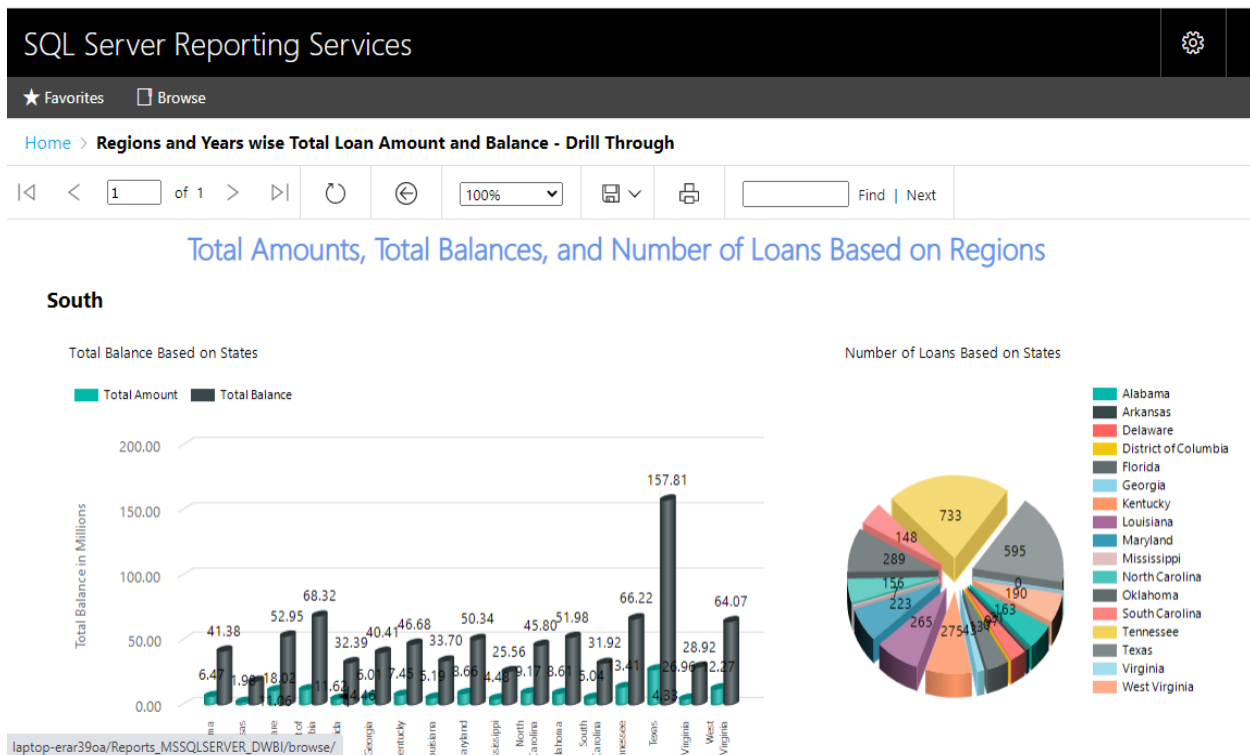 SQL Server Reporting Services
Favorites Browse
Home > Regions and Years wise Total Loan Amount and Balance - Drill Through
1 of 1 100% Find | Next
Total Amounts, Total Balances, and Number of Loans Based on Regions
South
Total Balance Based on States
Total Amount Total Balance
Total Balance in Millions
200.00
150.00
100.00
50.00
0.00
6.47 41.38
1.98 18.02
11.06 52.95
11.62 68.32
32.39
6.01 40.41
7.45 46.68
5.19 33.70
8.66 50.34
4.48 25.56
9.17 45.80
8.61 51.98
5.04 31.92
13.41 66.22
26.96 157.81
4.33 28.92
12.27 64.07
Georgia
North
South
Texas
Virginia
West
Virginia
Number of Loans Based on States
733
595
0
190
163
275
265
223
7
156
289
148
Alabama
Arkansas
Delaware
District of Columbia
Florida
Georgia
Kentucky
Louisiana
Maryland
Mississippi
North Carolina
Oklahoma
South Carolina
Tennessee
Texas
Virginia
West Virginia
laptop-erar39oa/Reports_MSSQLSERVER_DWBI/browse/